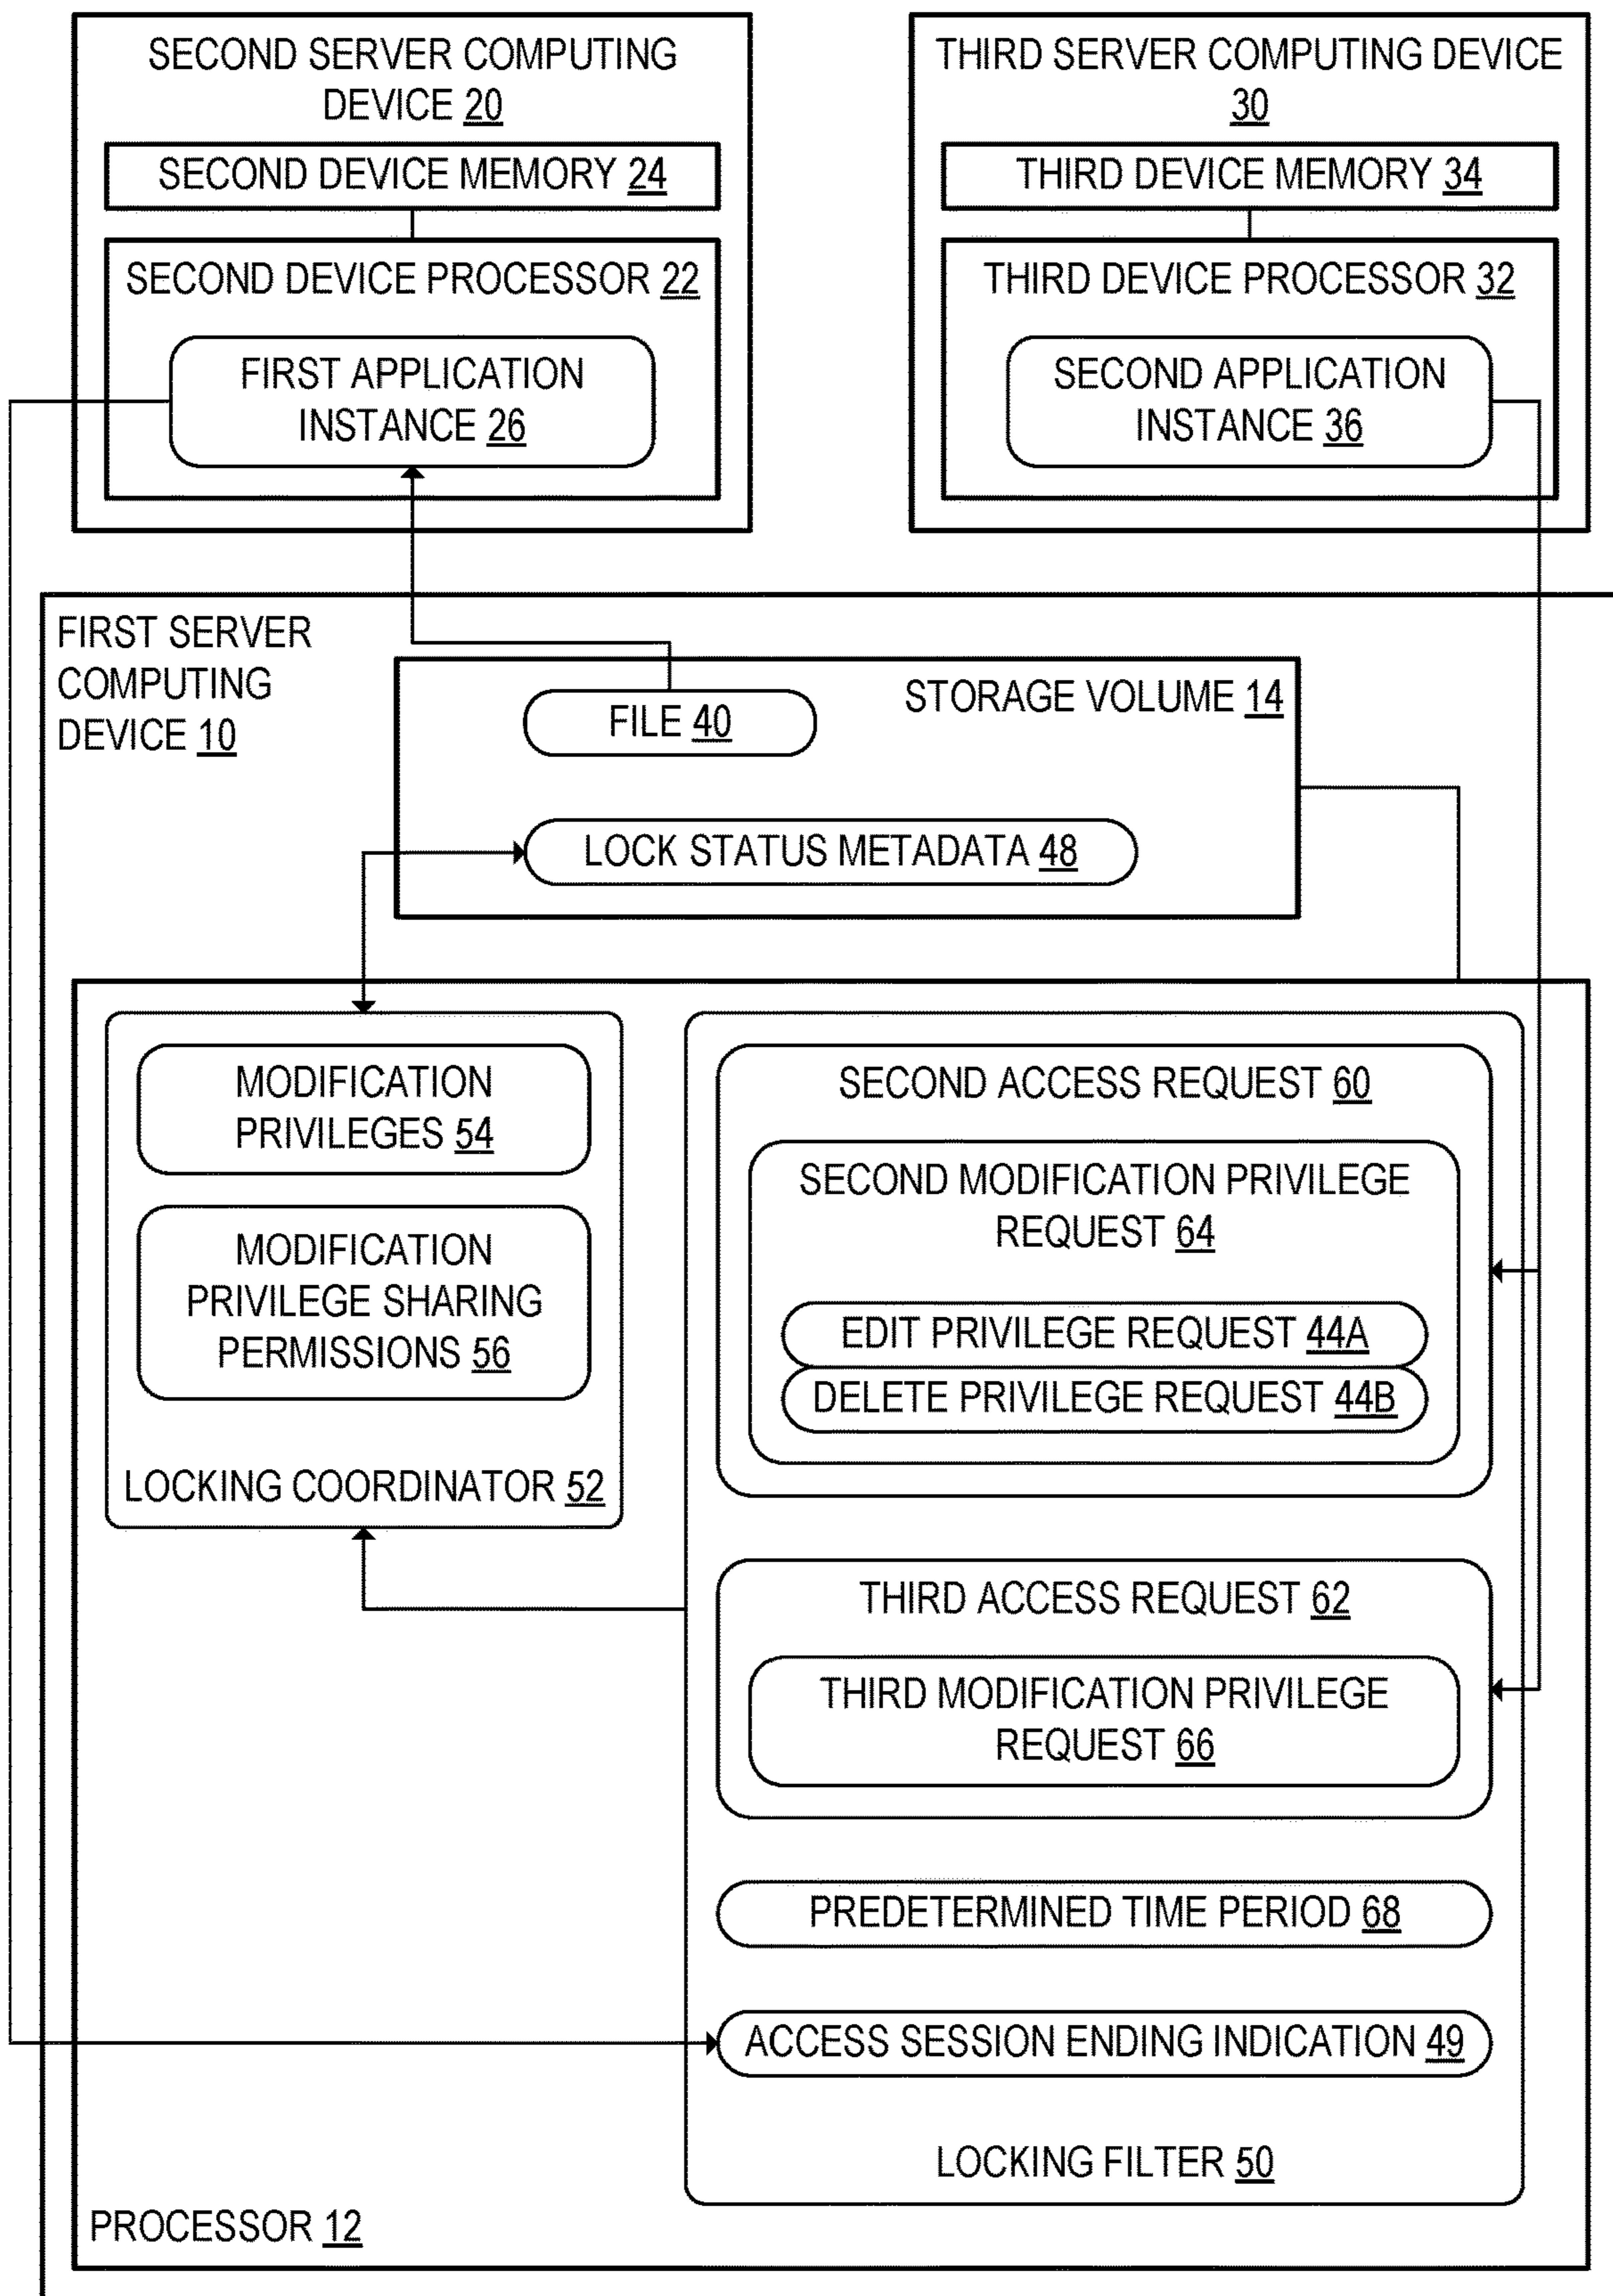 SECOND SERVER COMPUTING
DEVICE 20
SECOND DEVICE MEMORY 24
SECOND DEVICE PROCESSOR 22
FIRST APPLICATION
INSTANCE 26
THIRD SERVER COMPUTING DEVICE
30
THIRD DEVICE MEMORY 34
THIRD DEVICE PROCESSOR 32
SECOND APPLICATION
INSTANCE 36
FIRST SERVER
COMPUTING
DEVICE 10
STORAGE VOLUME 14
FILE 40
LOCK STATUS METADATA 48
MODIFICATION
PRIVILEGES 54
MODIFICATION
PRIVILEGE SHARING
PERMISSIONS 56
LOCKING COORDINATOR 52
SECOND ACCESS REQUEST 60
SECOND MODIFICATION PRIVILEGE
REQUEST 64
EDIT PRIVILEGE REQUEST 44A
DELETE PRIVILEGE REQUEST 44B
THIRD ACCESS REQUEST 62
THIRD MODIFICATION PRIVILEGE
REQUEST 66
PREDETERMINED TIME PERIOD 68
ACCESS SESSION ENDING INDICATION 49
LOCKING FILTER 50
PROCESSOR 12